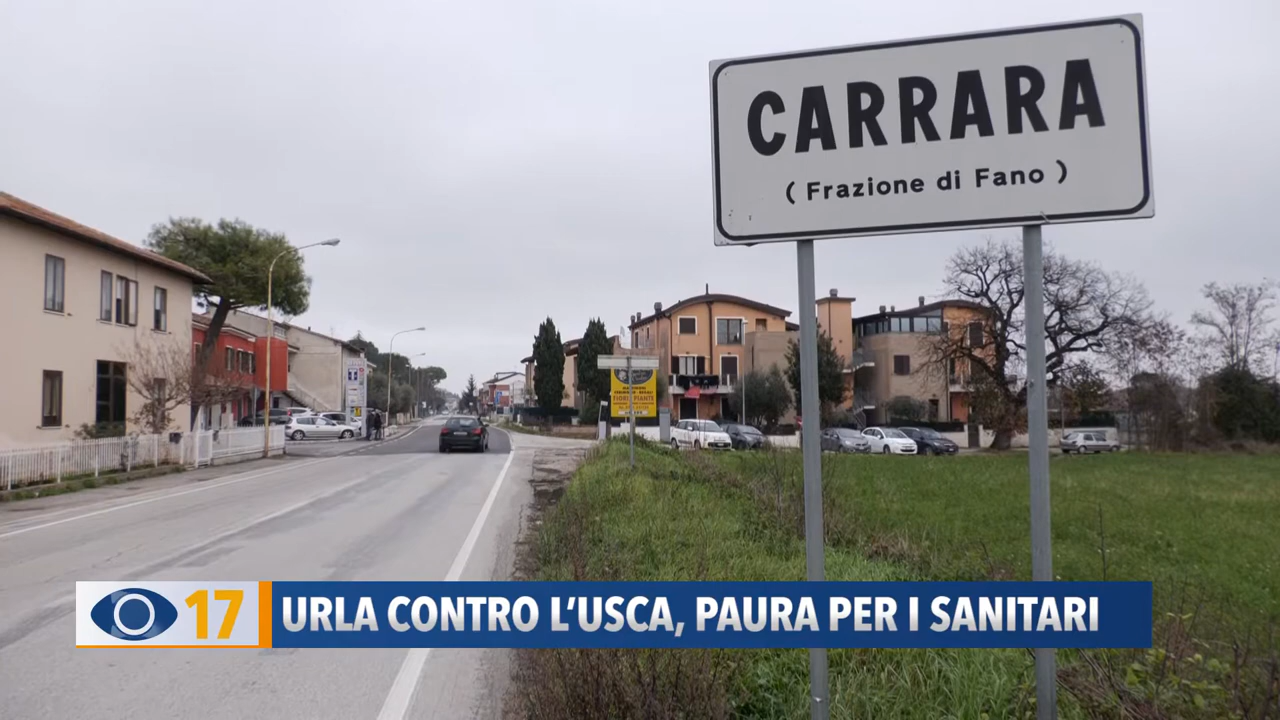 CARRARA
( Frazione di Fano )
FIORI PIANTE
17 URLA CONTRO L'USCA, PAURA PER I SANITARI